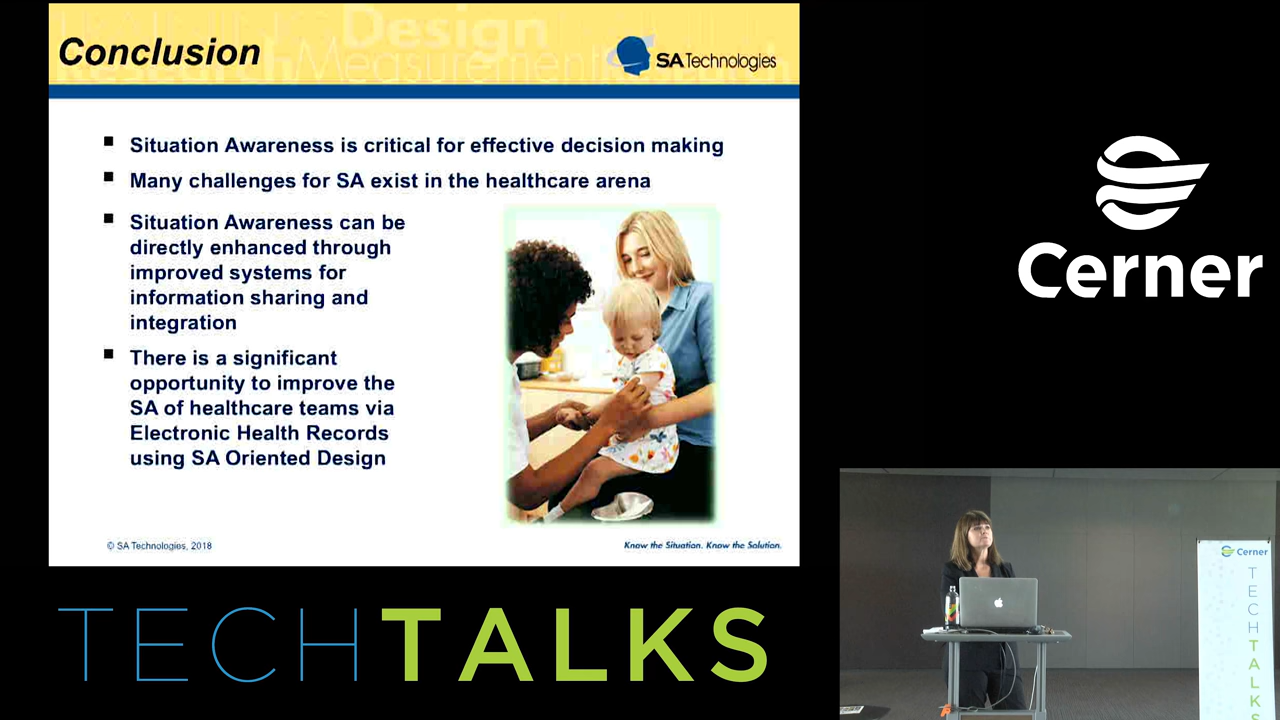 Conclusion
Design
Research Measurement
SA Technologies
Situation Awareness is critical for effective decision making
Many challenges for SA exist in the healthcare arena
Situation Awareness can be
directly enhanced through
improved systems for
information sharing and
integration
There is a significant
opportunity to improve the
SA of healthcare teams via
Electronic Health Records
using SA Oriented Design
© SA Technologies, 2018
Know the Situation. Know the Solution.
TECHTALKS
Cerner
Cerner
TECHTALKS